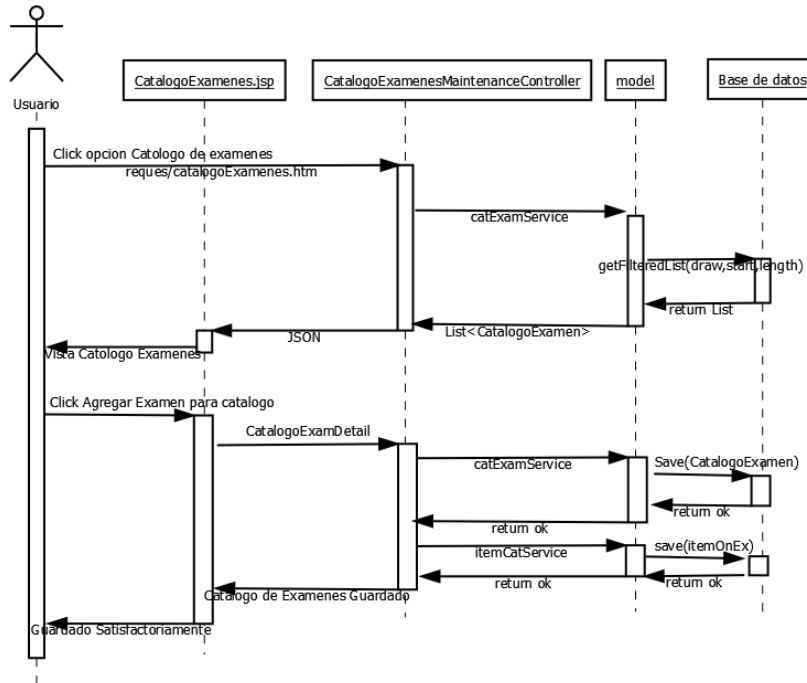 Usuario
CatalogoExamenes.jsp
CatalogoExamenesMaintenanceController
model
Base de datos
Click opcion Catologo de examenes
reques/catalogoExamenes.htm
catExamService
getFilteredList(draw,start,length)
return List
List<CatalogoExamen>
JSON
Vista Catologo Examenes
Click Agregar Examen para catalogo
CatalogoExamDetail
catExamService
Save(CatalogoExamen)
return ok
return ok
itemCatService
save(itemOnEx)
return ok
return ok
Catalogo de Examenes Guardado
Guardado Satisfactoriamente